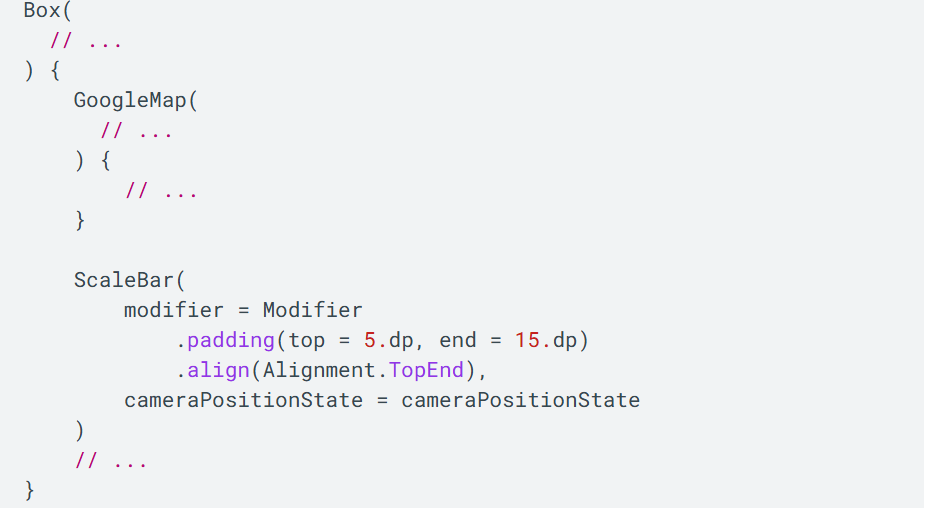 Box(
  // ...
) {
    GoogleMap(
      // ...
    ) {
        // ...
    }

    ScaleBar(
        modifier = Modifier
            .padding(top = 5.dp, end = 15.dp)
            .align(Alignment.TopEnd),
        cameraPositionState = cameraPositionState
    )
    // ...
}